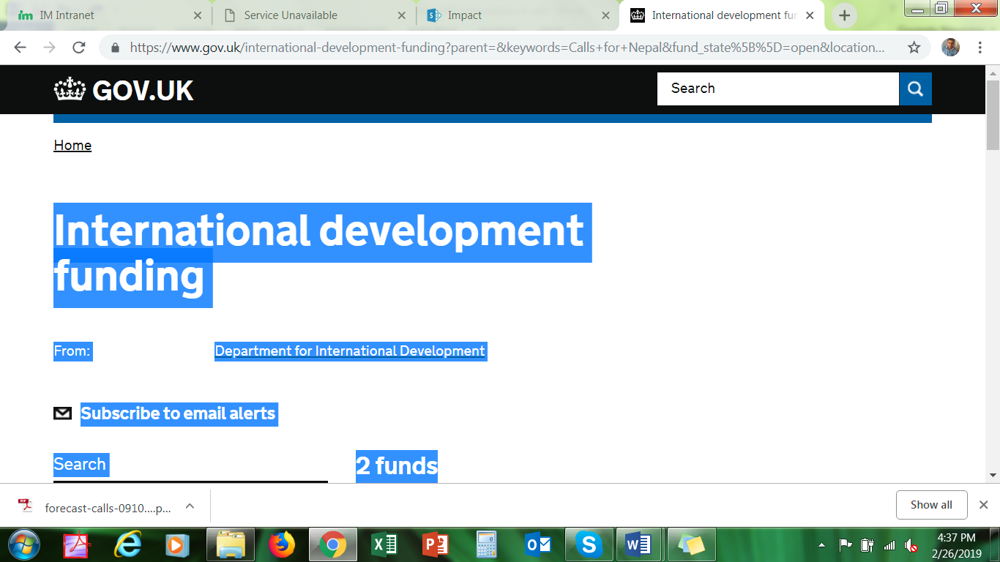 IM Intranet
Service Unavailable
Impact
International development fun
https://www.gov.uk/international-development-funding?parent=&keywords=Calls+for+Nepal&fund_state%5B%5D=open&location...
GOV.UK
Search
Home
International development
funding
From:
Department for International Development
Subscribe to email alerts
Search
2 funds
forecast-calls-0910....p...
Show all
4:37 PM
2/26/2019